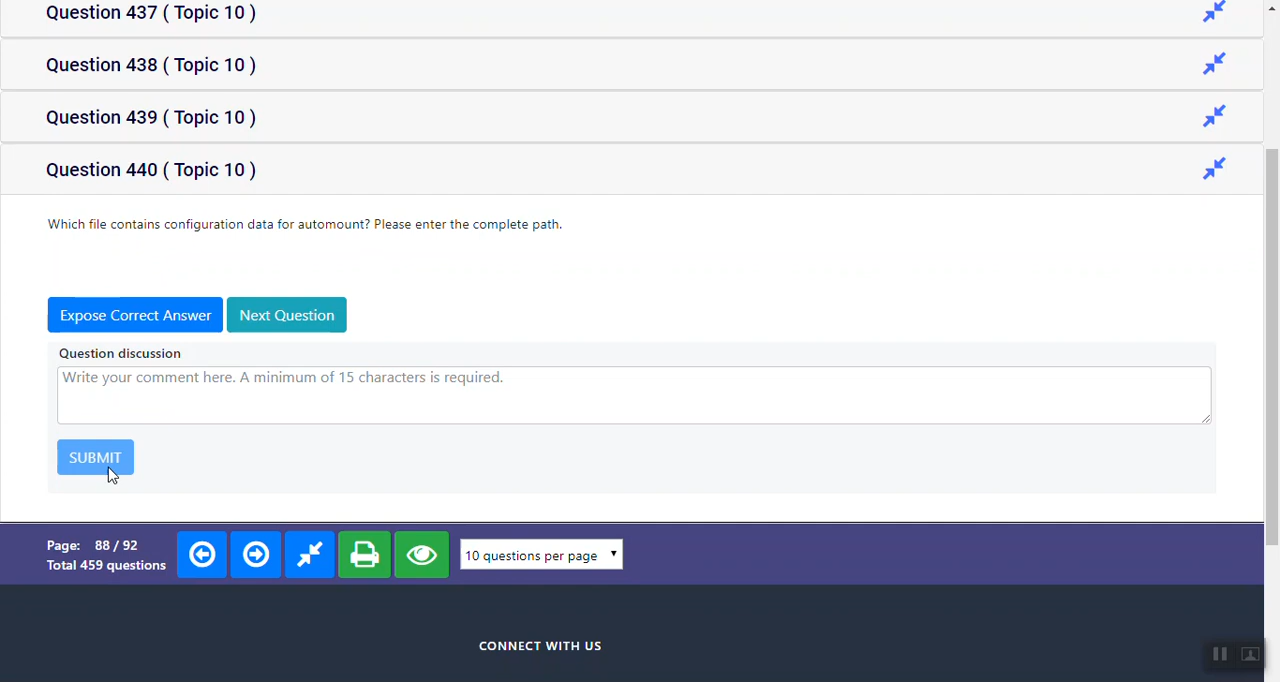 Question 437 ( Topic 10 )
Question 438 ( Topic 10 )
Question 439 ( Topic 10 )
Question 440 ( Topic 10 )
Which file contains configuration data for automount? Please enter the complete path.
Expose Correct Answer
Next Question
Question discussion
Write your comment here. A minimum of 15 characters is required.
SUBMIT
Page: 88 / 92
Total 459 questions
10 questions per page
CONNECT WITH US